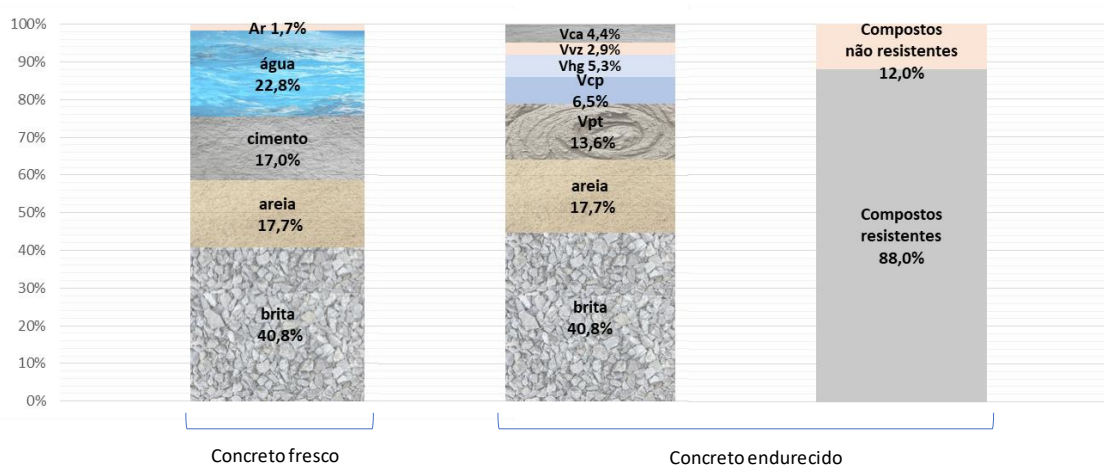 100%
90%
80%
70%
60%
50%
40%
30%
20%
10%
0%
Ar 1,7%
água
22,8%
cimento
17,0%
areia
17,7%
brita
40,8%
Vca 4,4%
Vvz 2,9%
Vhg 5,3%
Vcp
6,5%
Vpt
13,6%
areia
17,7%
brita
40,8%
Compostos
não resistentes
12,0%
Compostos
resistentes
88,0%
Concreto fresco
Concreto endurecido